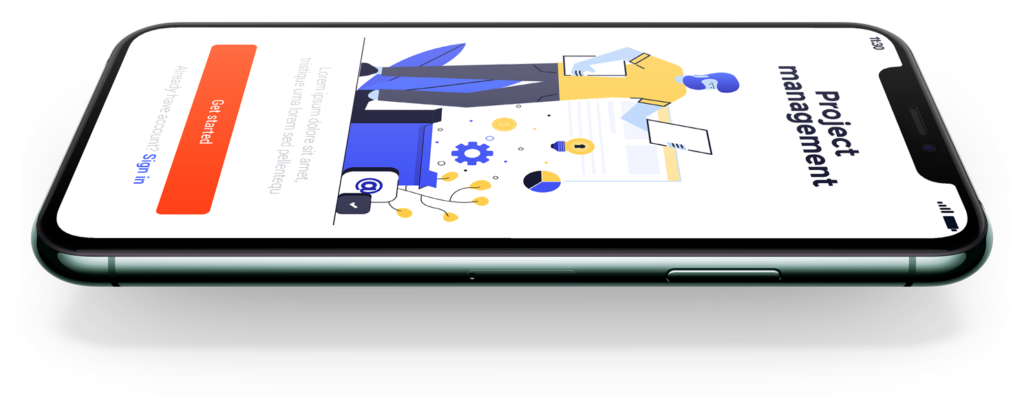 11:30
Project
management
@
Lorem ipsum dolore sit amet,
tristique urna lorem sed pellentequ
Get started
Already have account? Sign in